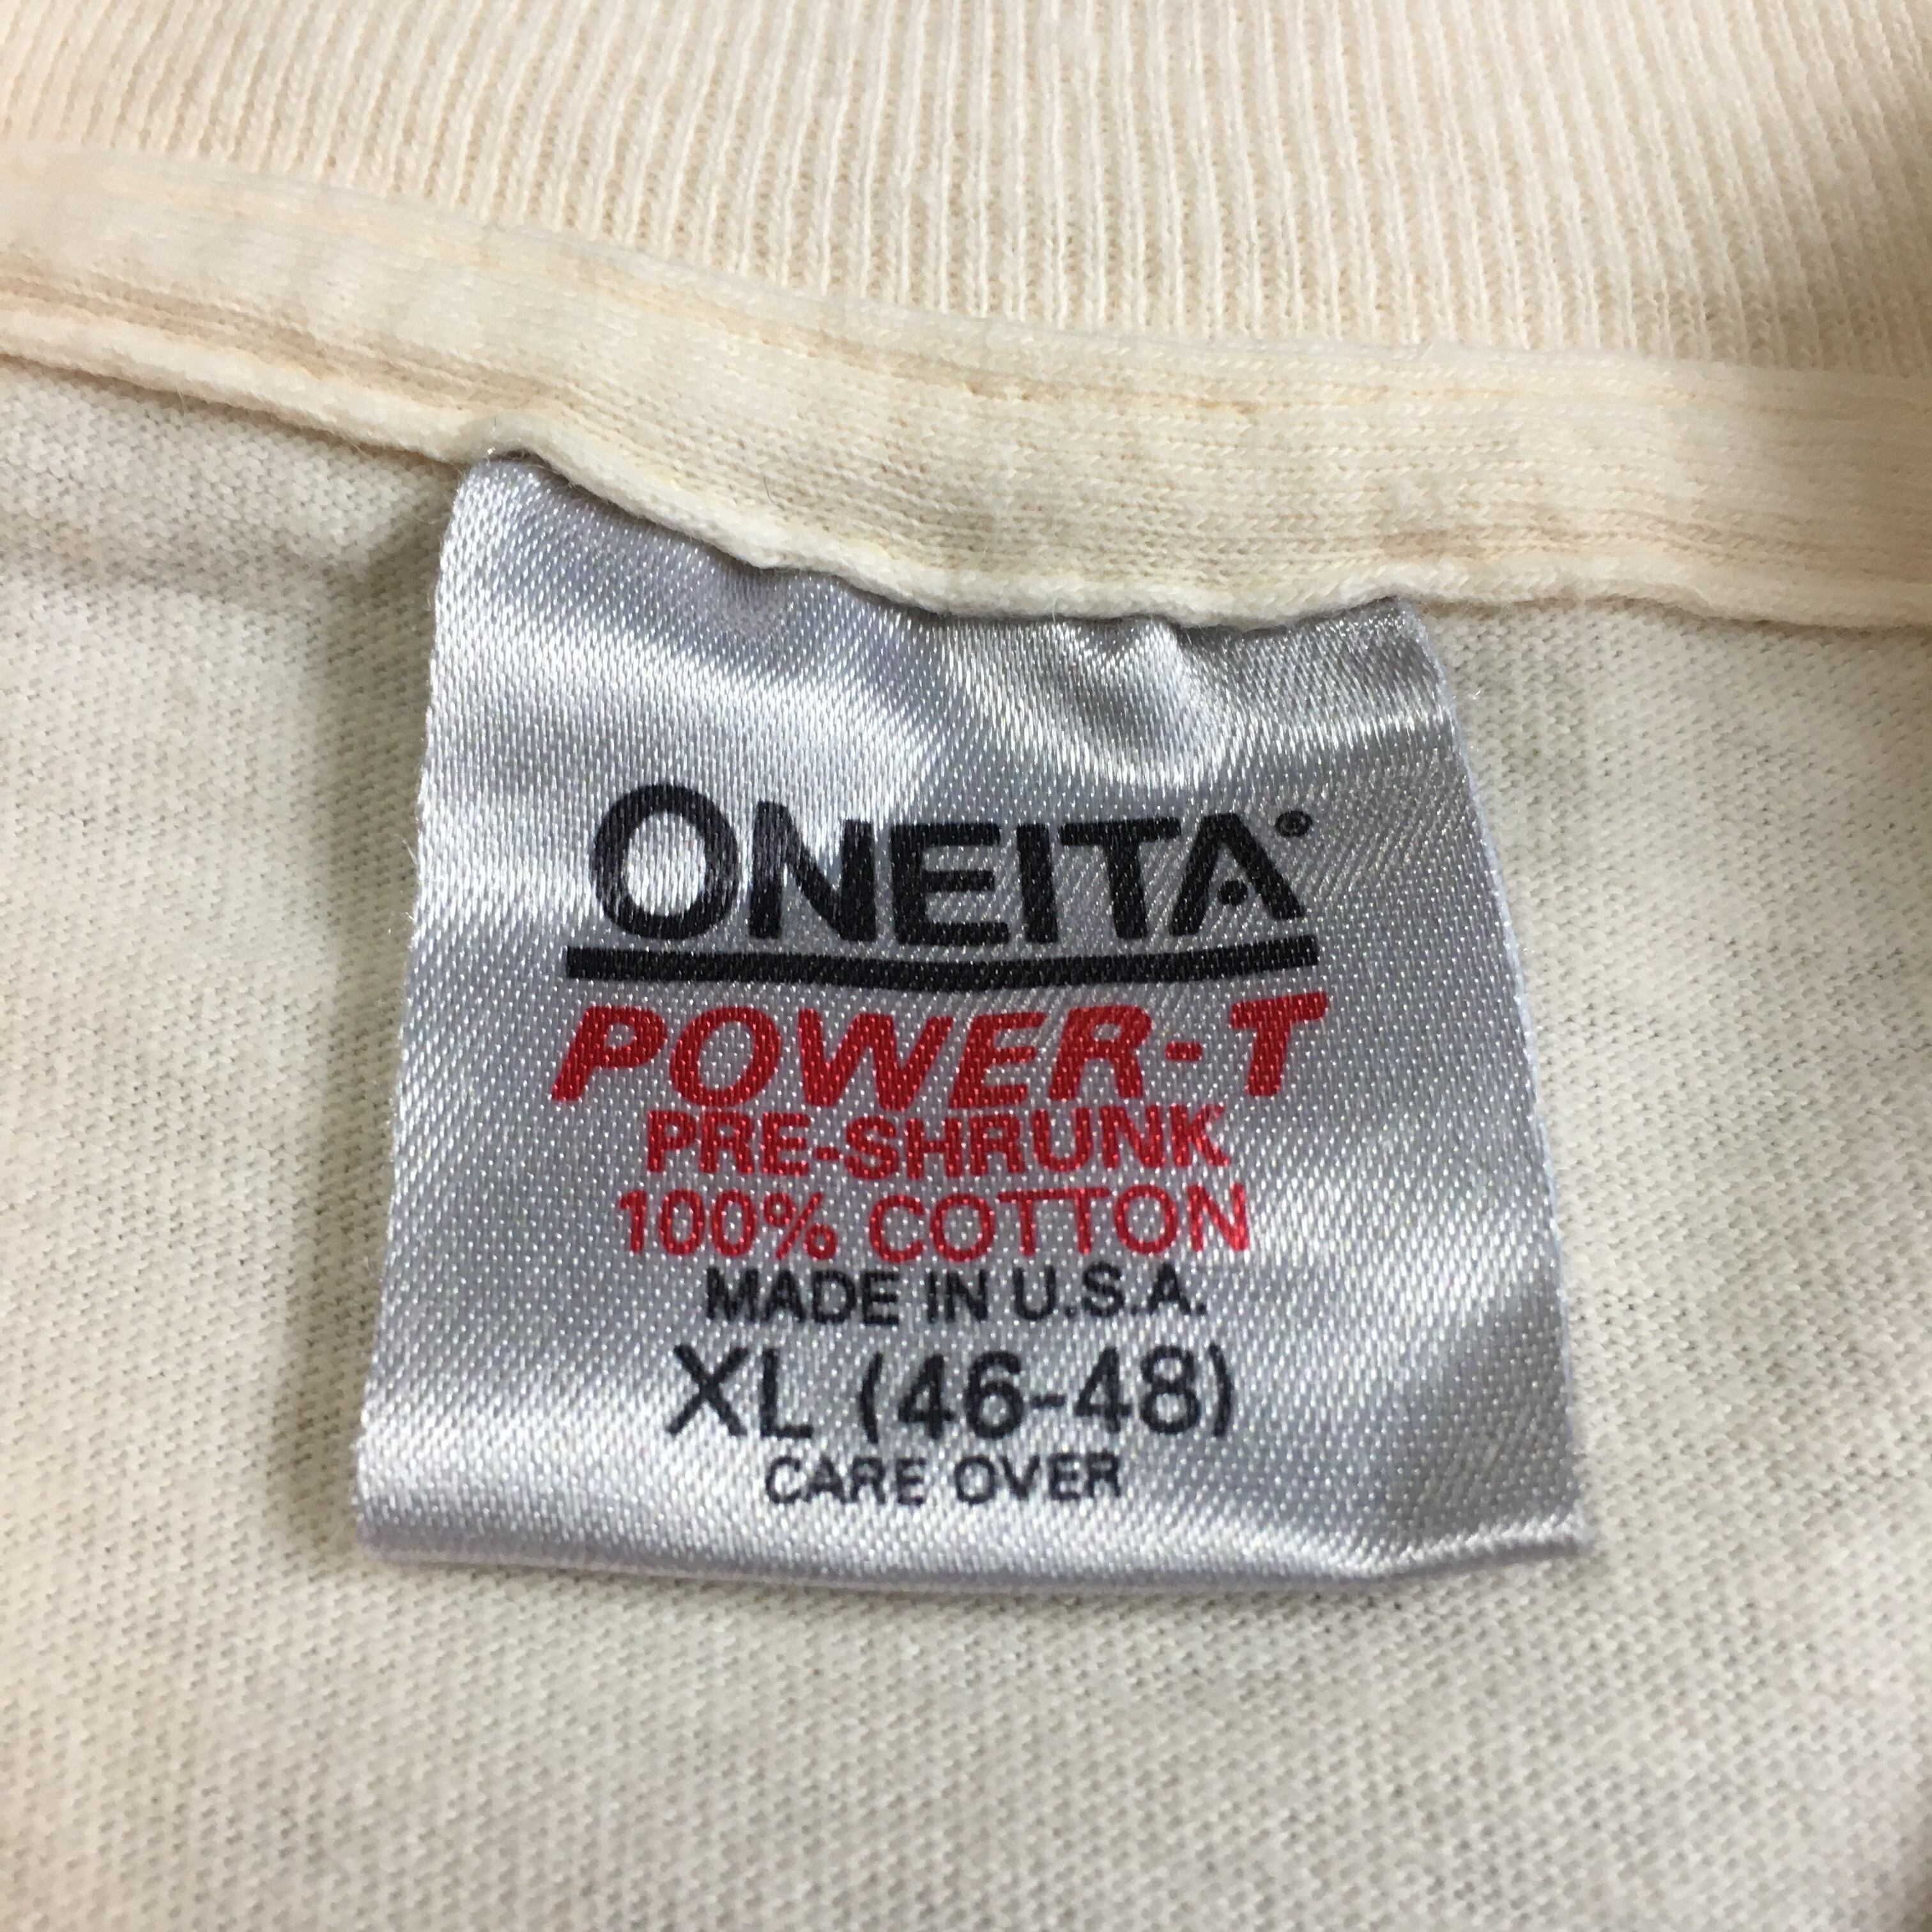 ONEITA®
POWER-T
PRE-SHRUNK
100% COTTON
MADE IN U.S.A.
XL (46-48)
CARE OVER